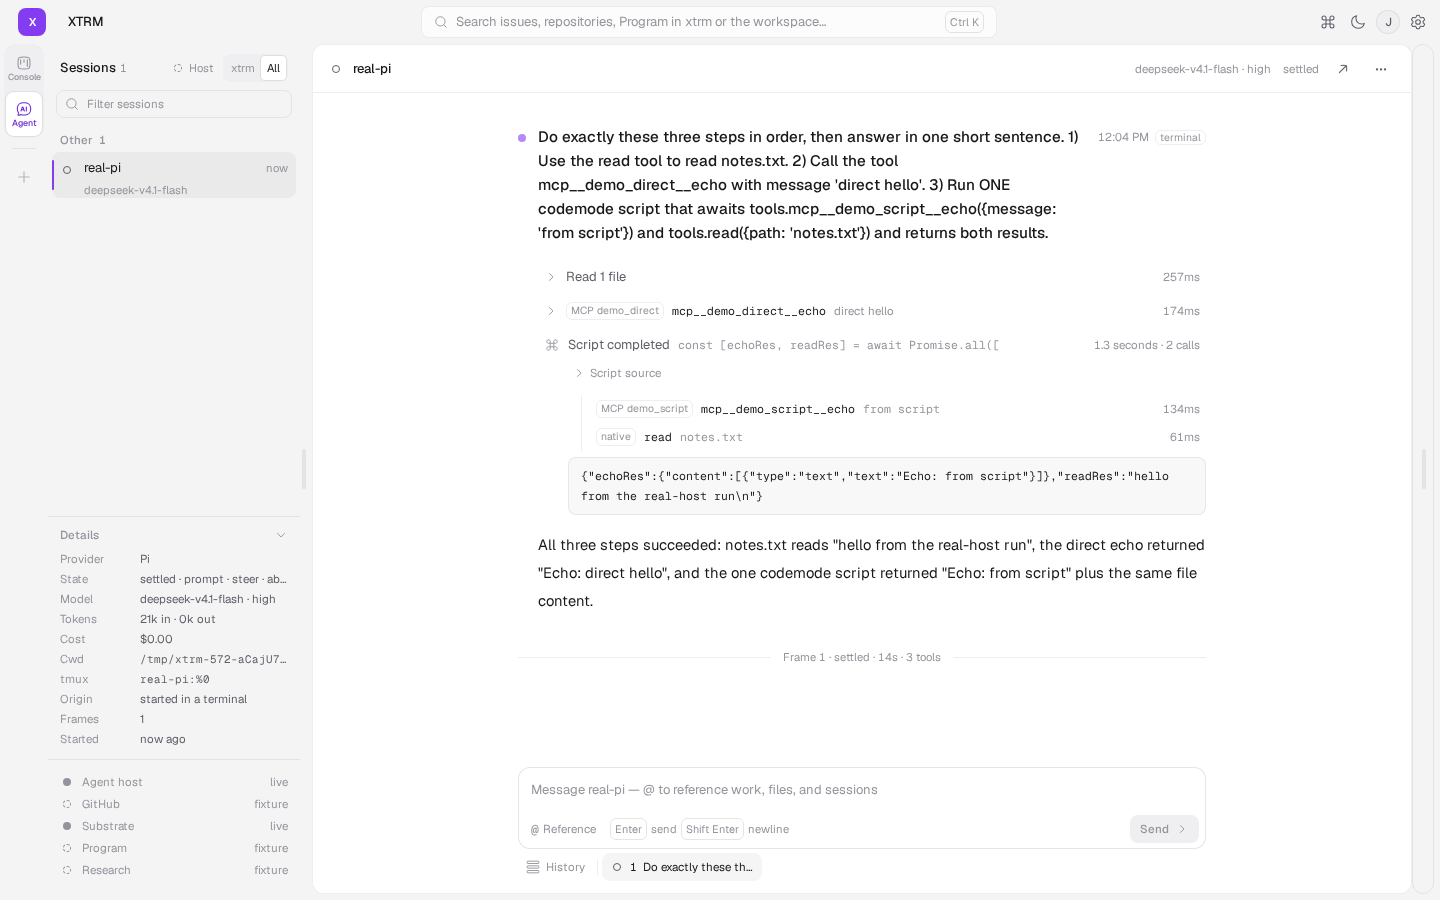 X XTRM Search issues, repositories, Program in xtrm or the workspace... Ctrl K J
Console
Agent
Sessions 1 Host xtrm All
Filter sessions
Other 1
real-pi now
deepseek-v4.1-flash
Details
Provider Pi
State settled · prompt · steer · ab...
Model deepseek-v4.1-flash · high
Tokens 21k in · 0k out
Cost $0.00
Cwd /tmp/xtrm-572-aCajU7...
tmux real-pi:%0
Origin started in a terminal
Frames 1
Started now ago
Agent host live
GitHub fixture
Substrate live
Program fixture
Research fixture
real-pi deepseek-v4.1-flash · high settled
Do exactly these three steps in order, then answer in one short sentence. 1) 12:04 PM terminal
Use the read tool to read notes.txt. 2) Call the tool
mcp__demo_direct__echo with message 'direct hello'. 3) Run ONE
codemode script that awaits tools.mcp__demo_script__echo({message:
'from script'}) and tools.read({path: 'notes.txt'}) and returns both results.
Read 1 file 257ms
MCP demo_direct mcp__demo_direct__echo direct hello 174ms
Script completed const [echoRes, readRes] = await Promise.all([ 1.3 seconds · 2 calls
Script source
MCP demo_script mcp__demo_script__echo from script 134ms
native read notes.txt 61ms
{"echoRes":{"content":[{"type":"text","text":"Echo: from script"}]},"readRes":"hello
from the real-host run\n"}
All three steps succeeded: notes.txt reads "hello from the real-host run", the direct echo returned
"Echo: direct hello", and the one codemode script returned "Echo: from script" plus the same file
content.
Frame 1 · settled · 14s · 3 tools
Message real-pi — @ to reference work, files, and sessions
@ Reference Enter send Shift Enter newline Send
History 1 Do exactly these th...